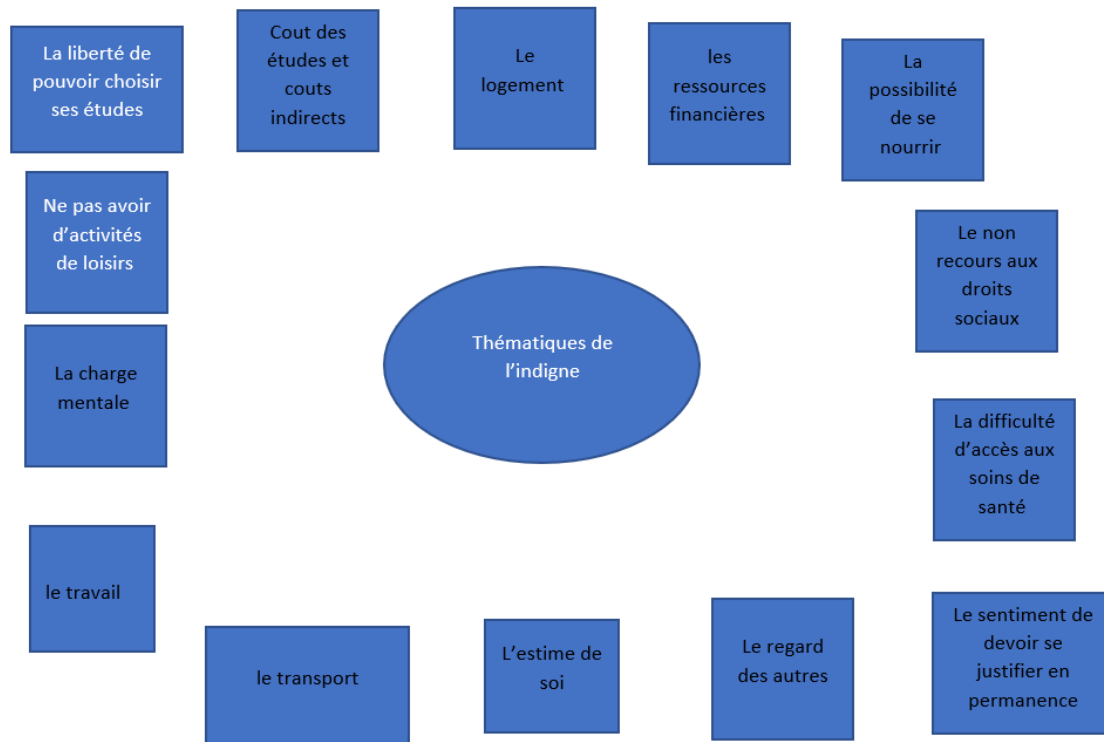 La liberté de
pouvoir choisir
ses études
Cout des
études et
couts
indirects
Le
logement
les
ressources
financières
La
possibilité
de se
nourrir
Ne pas avoir
d’activités
de loisirs
Le non
recours aux
droits
sociaux
Thématiques de
l’indigne
La charge
mentale
La difficulté
d’accès aux
soins de
santé
le travail
le transport
L’estime de
soi
Le regard
des autres
Le sentiment de
devoir se
justifier en
permanence